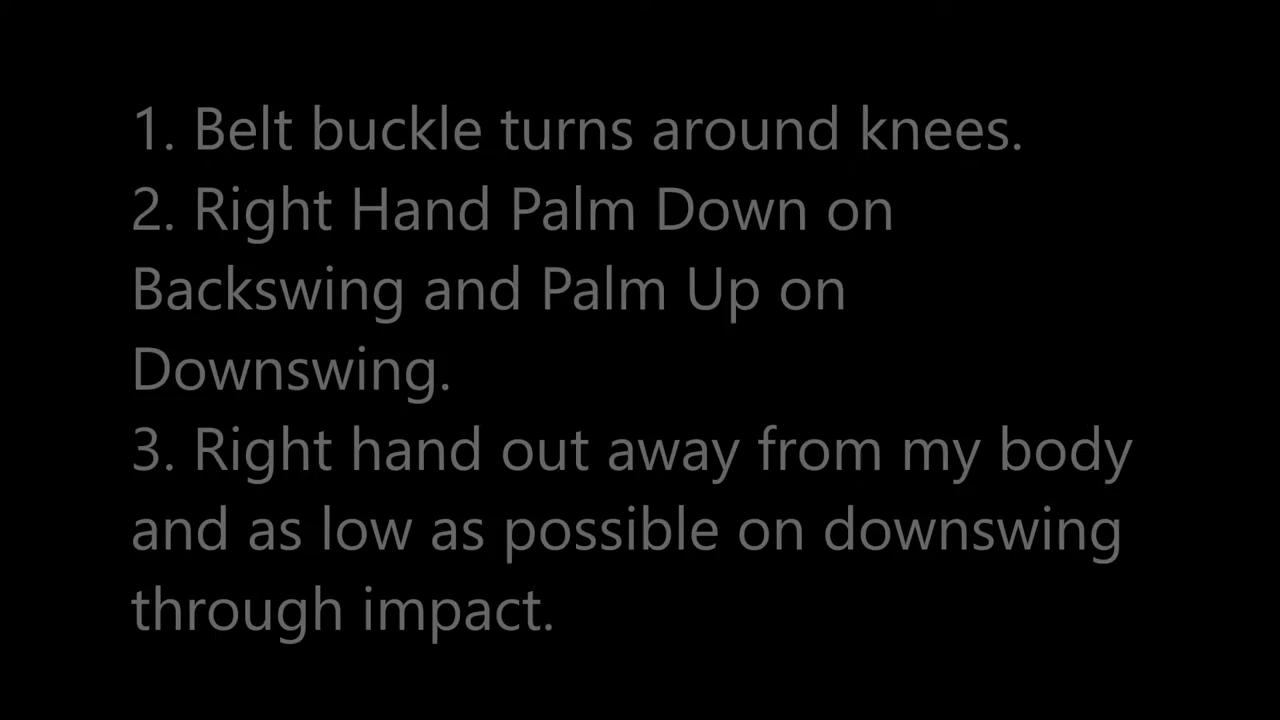 1. Belt buckle turns around knees.
2. Right Hand Palm Down on
Backswing and Palm Up on
Downswing.
3. Right hand out away from my body
and as low as possible on downswing
through impact.